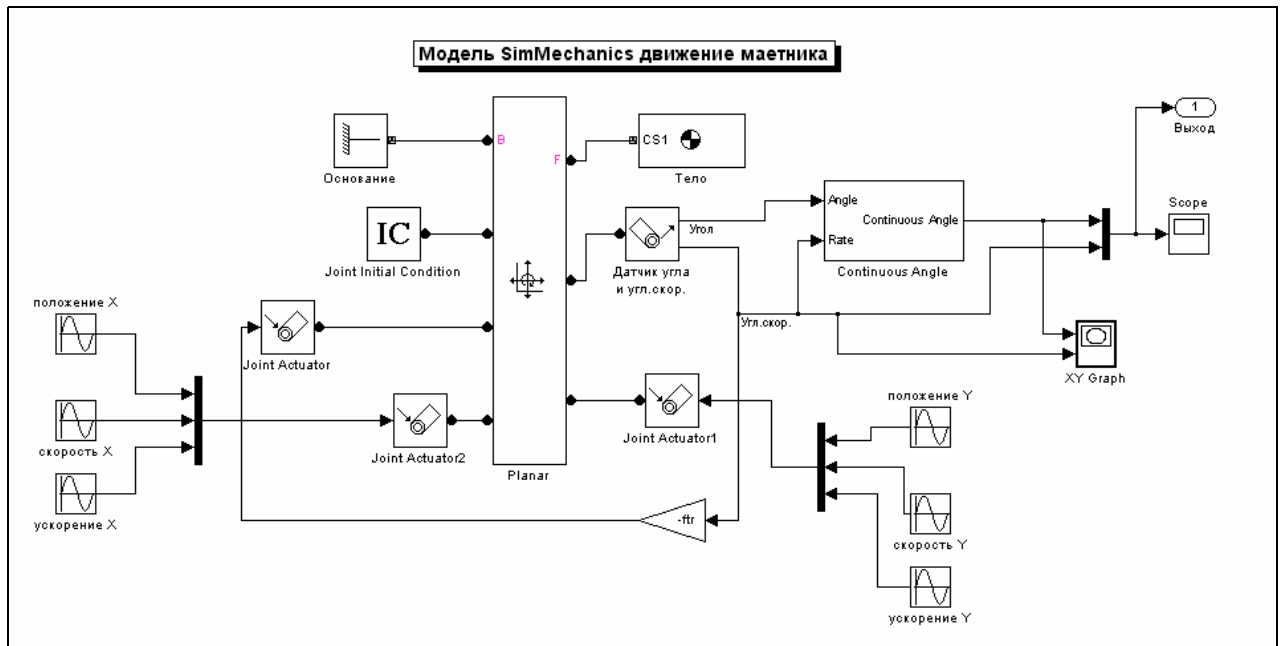 Модель SimMechanics движение маетника
1
Выход
B
F
CS1
Основание
Тело
Angle
Continuous Angle
Rate
Continuous Angle
Scope
IC
Joint Initial Condition
Угол
Датчик угла
и угл.скор.
Угл.скор.
положение X
Joint Actuator
XY Graph
скорость X
Joint Actuator2
Joint Actuator1
положение Y
Planar
ускорение X
-ftr
скорость Y
ускорение Y